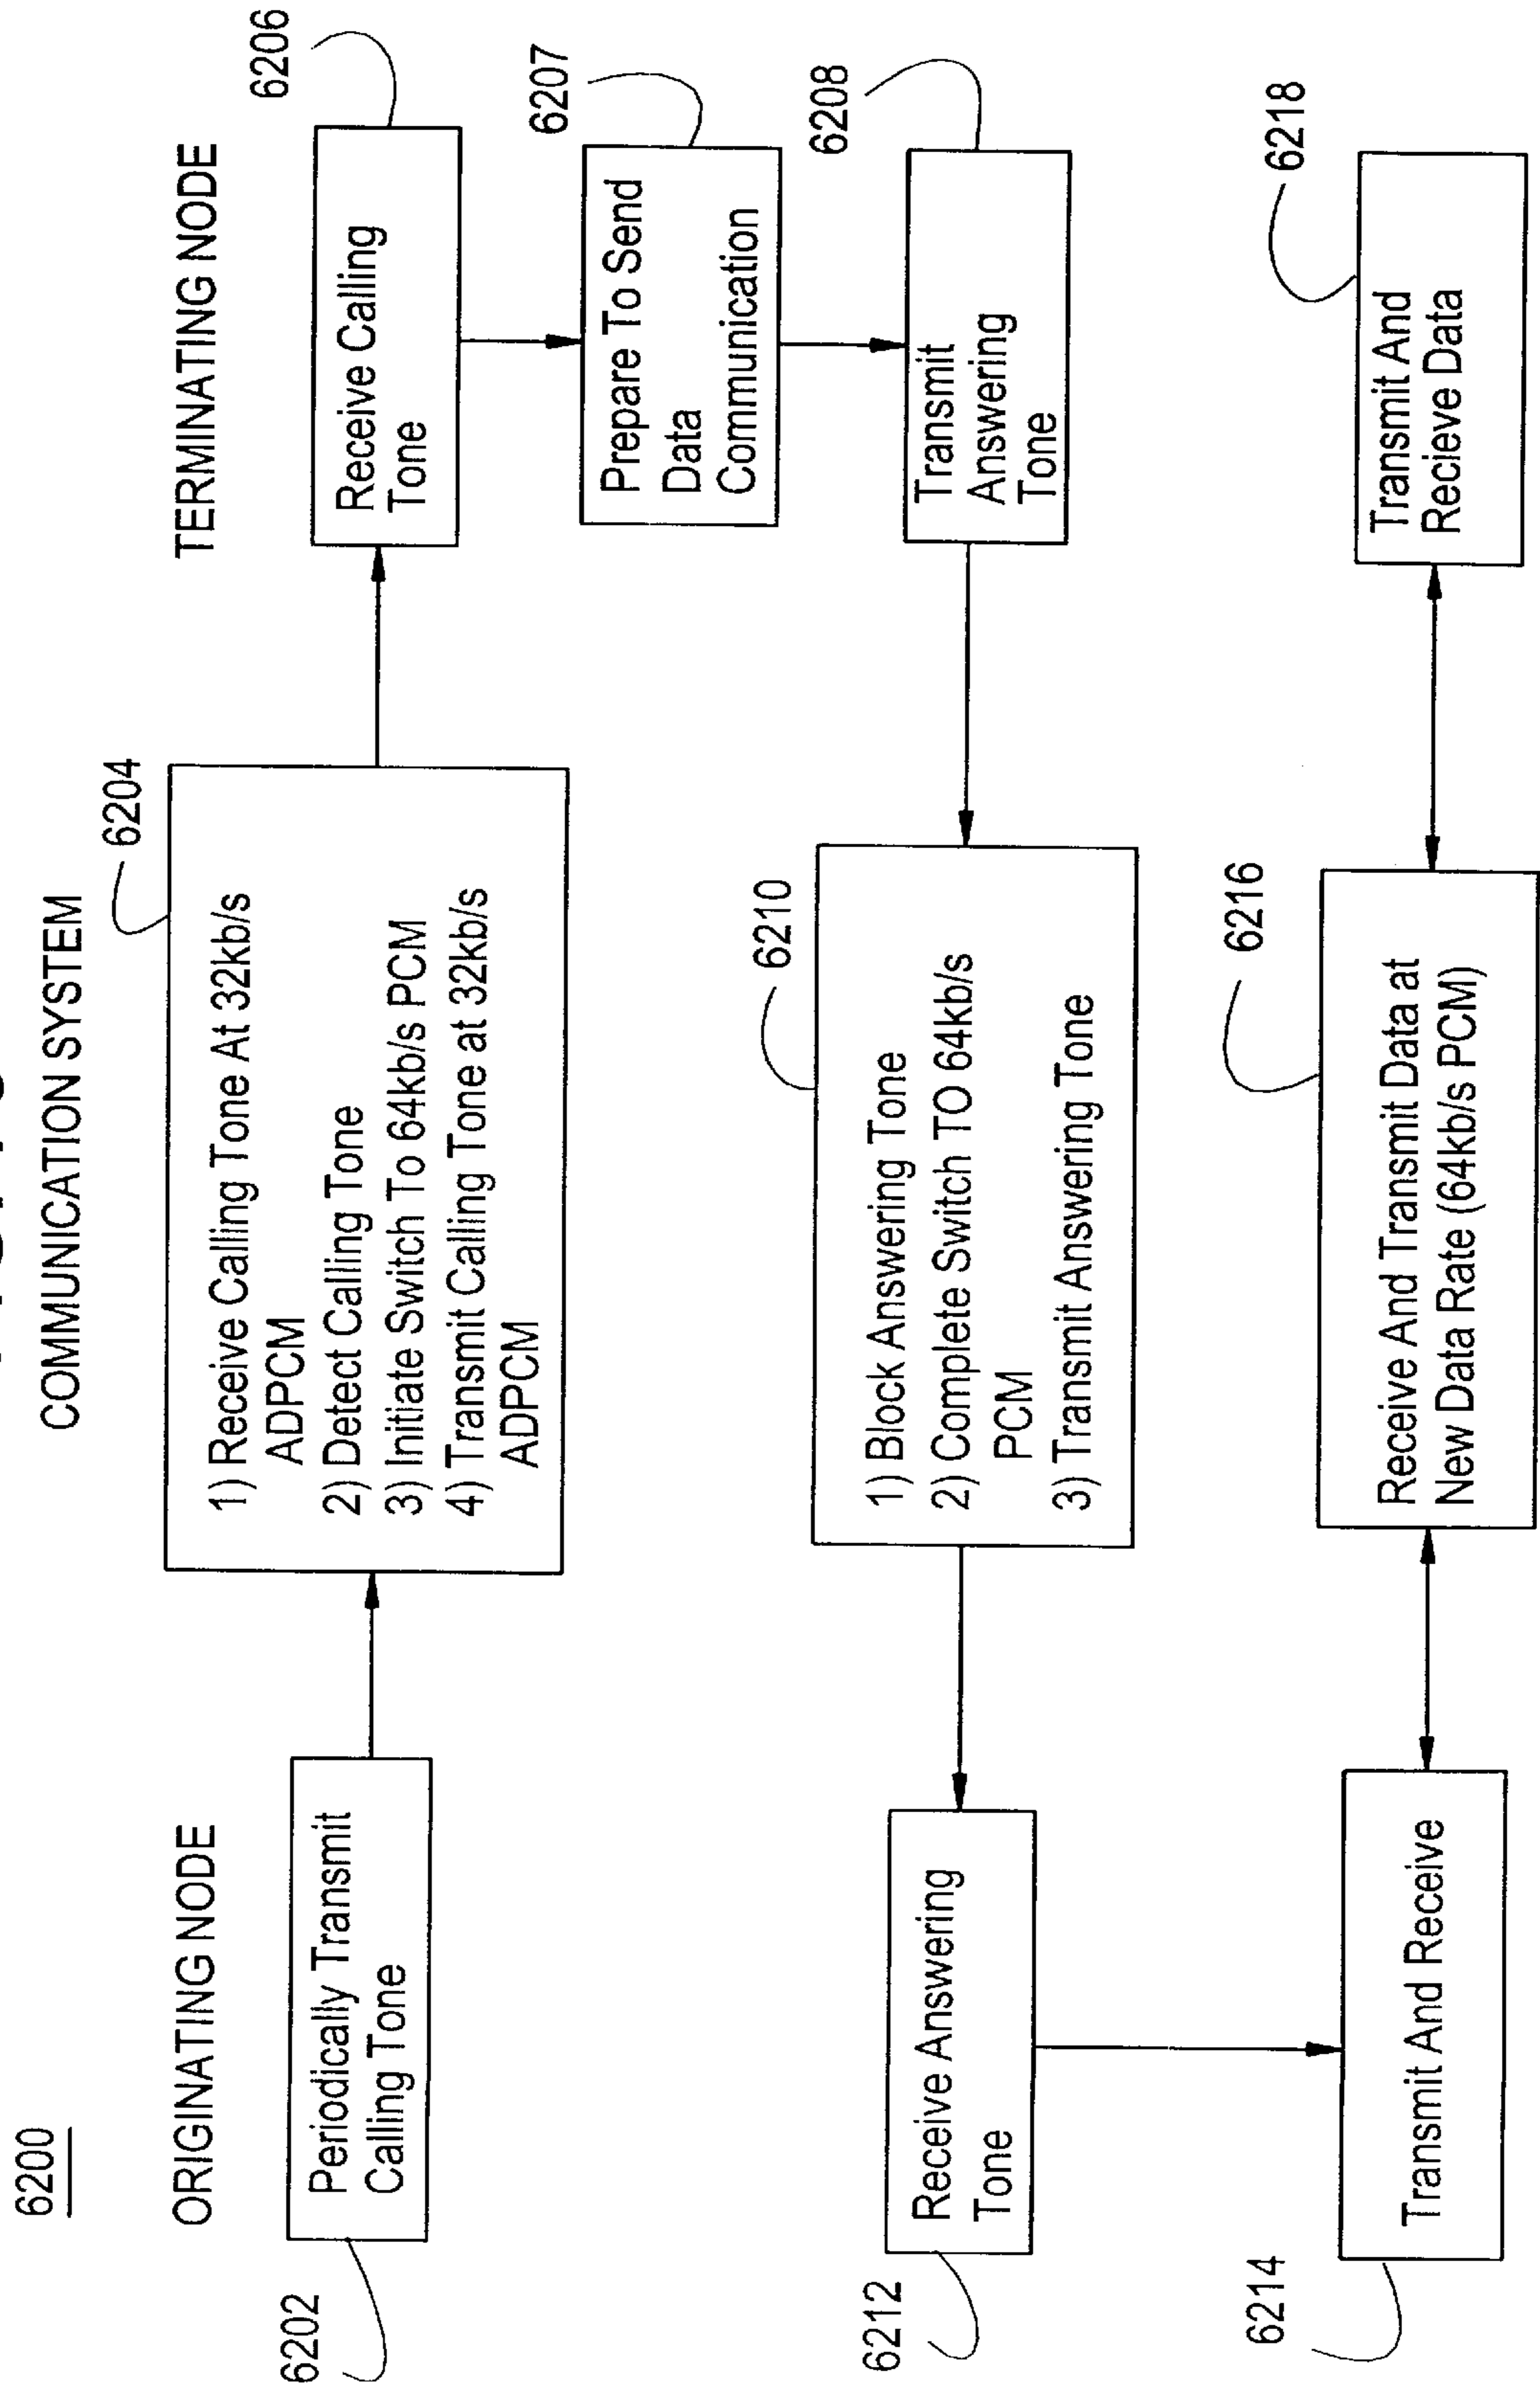 6200
COMMUNICATION SYSTEM
ORIGINATING NODE
TERMINATING NODE
6202
Periodically Transmit
Calling Tone
6204
1) Receive Calling Tone At 32kb/s
ADPCM
2) Detect Calling Tone
3) Initiate Switch To 64kb/s PCM
4) Transmit Calling Tone at 32kb/s
ADPCM
6206
Receive Calling
Tone
6207
Prepare To Send
Data
Communication
6208
Transmit
Answering
Tone
6210
1) Block Answering Tone
2) Complete Switch TO 64kb/s
PCM
3) Transmit Answering Tone
6212
Receive Answering
Tone
6214
Transmit And Receive
6216
Receive And Transmit Data at
New Data Rate (64kb/s PCM)
6218
Transmit And
Recieve Data